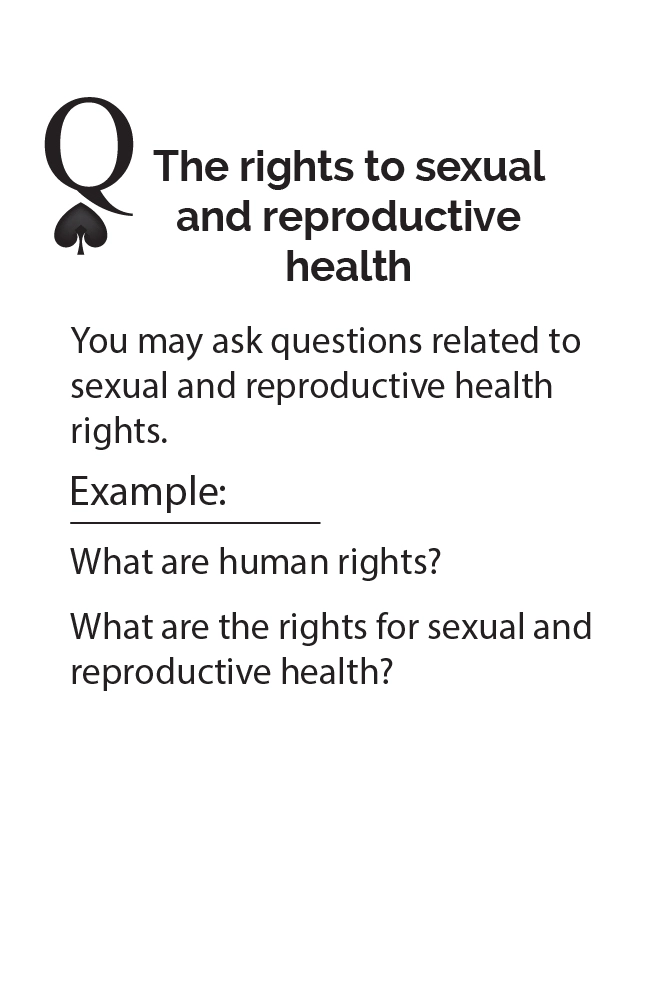 Q
The rights to sexual
and reproductive
health
You may ask questions related to
sexual and reproductive health
rights.
Example:
What are human rights?
What are the rights for sexual and
reproductive health?